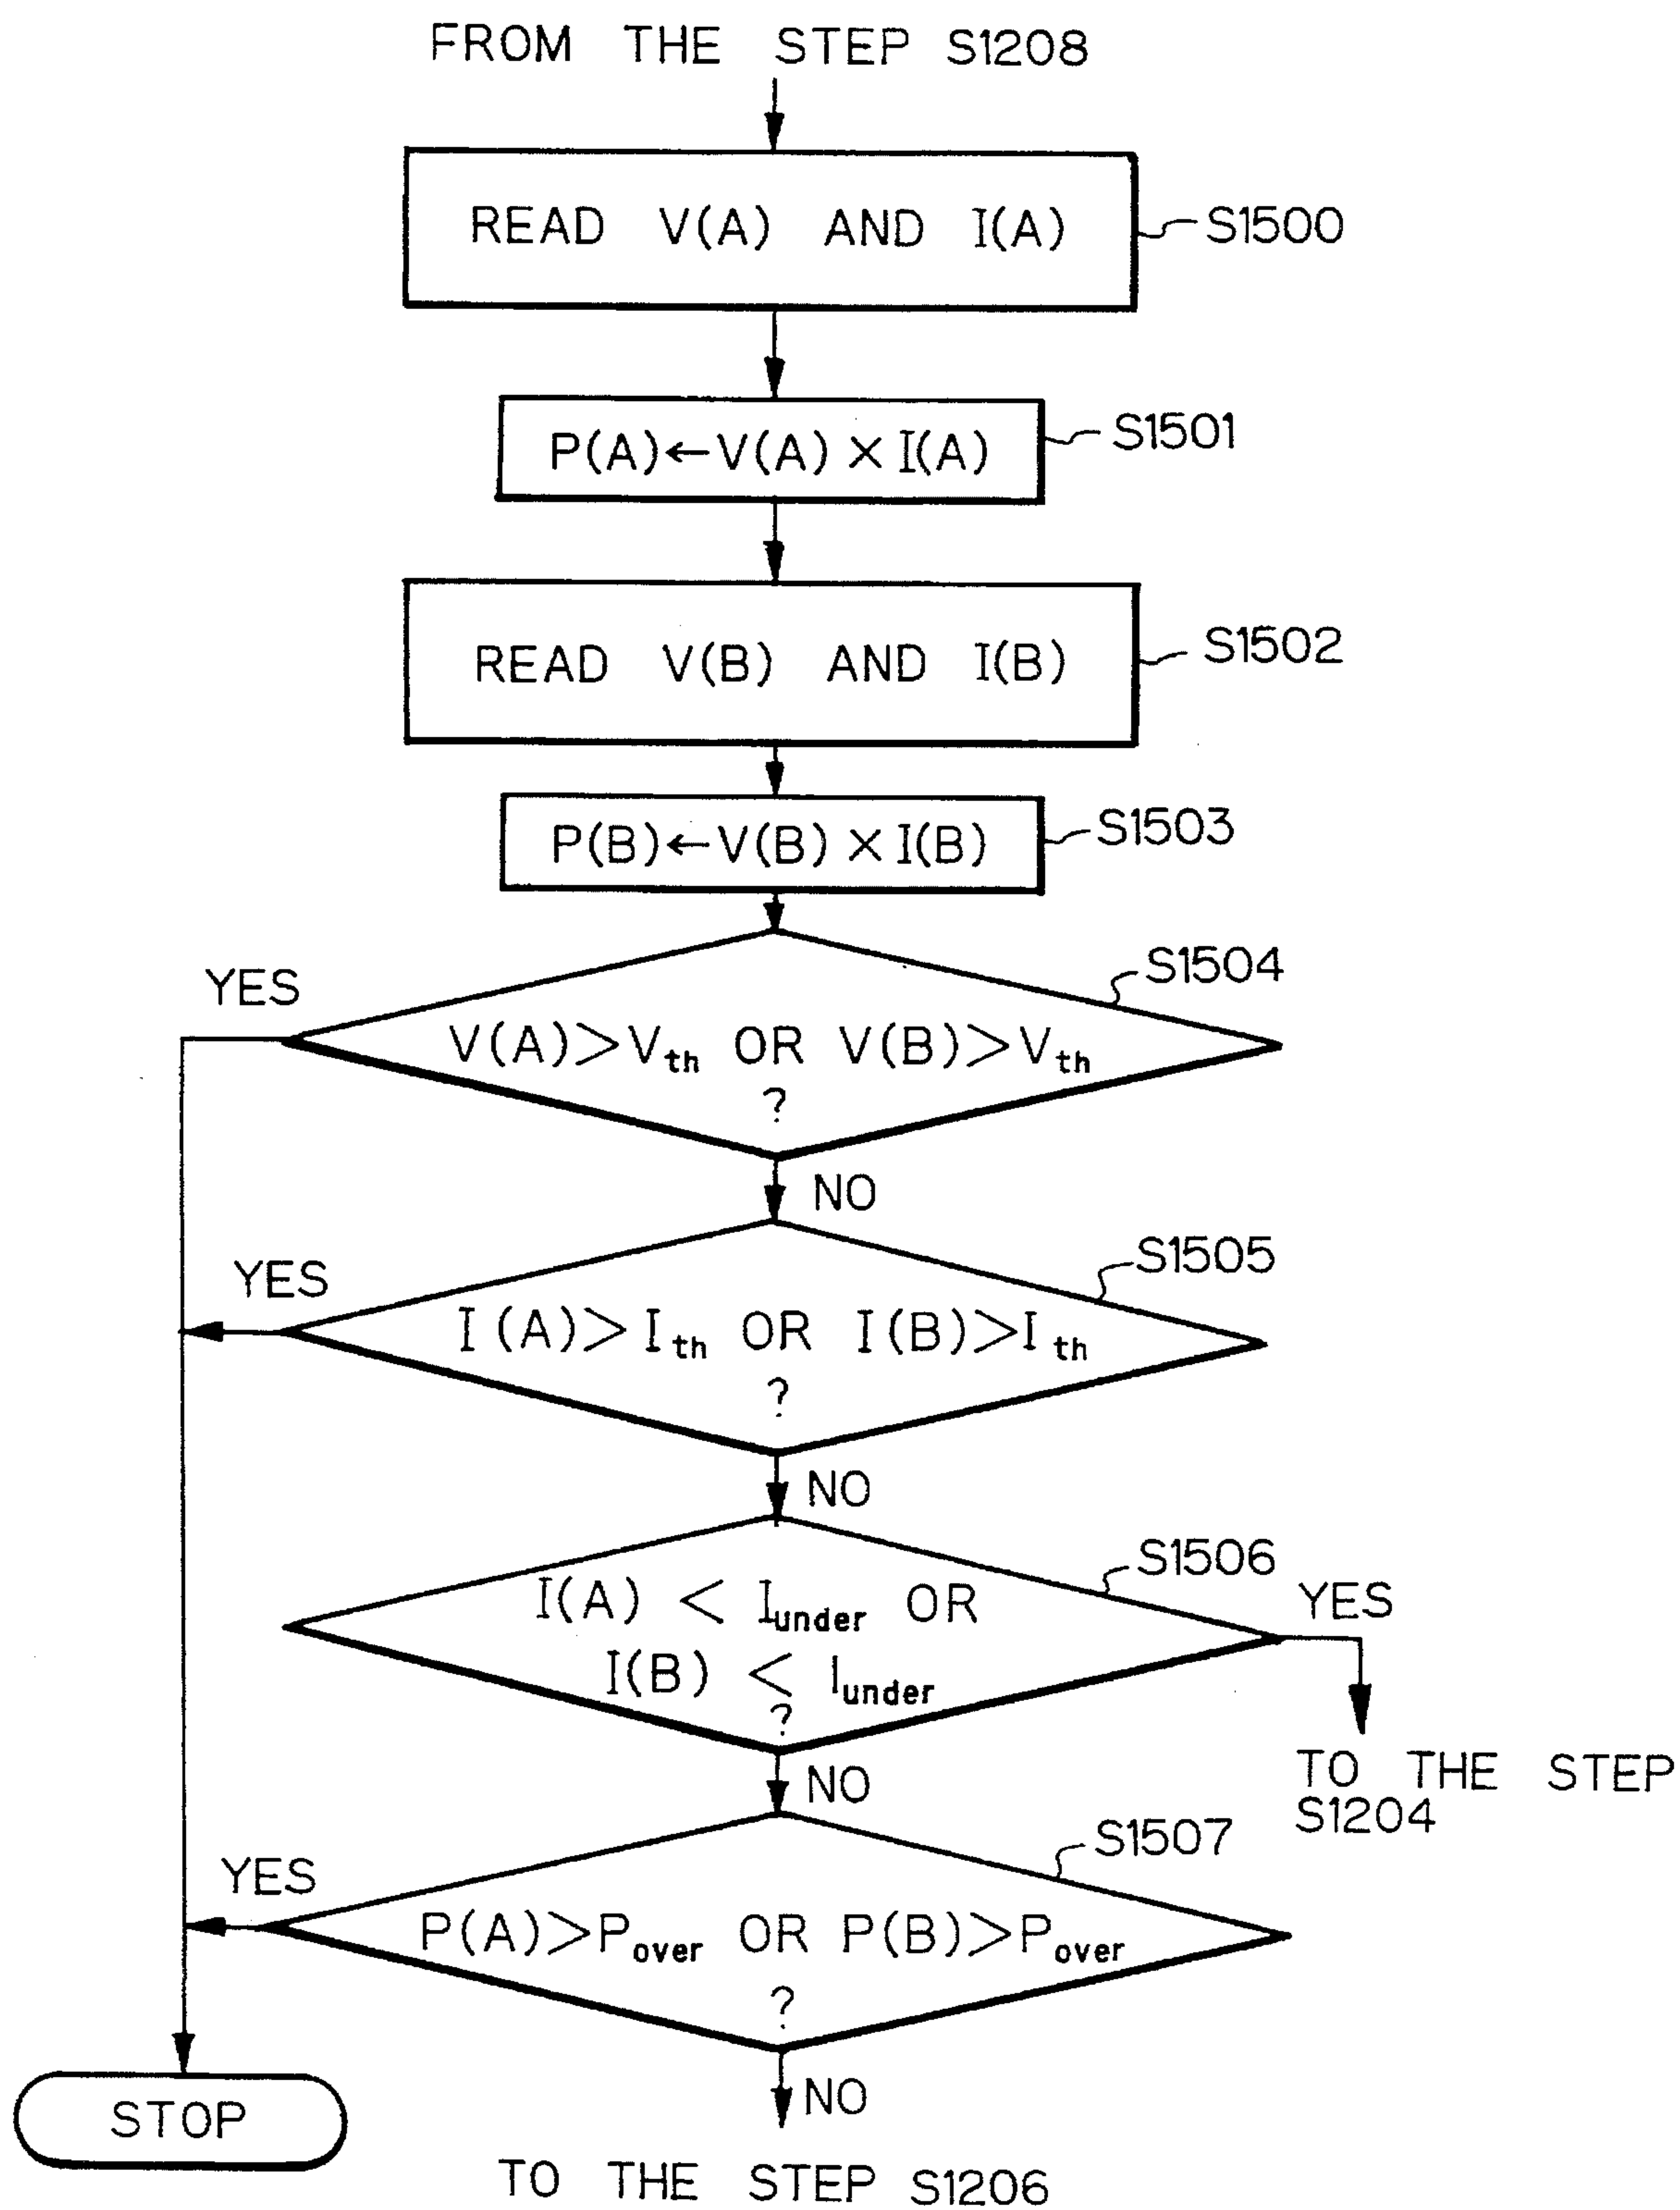 FROM THE STEP S1208
READ V(A) AND I(A)
S1500
P(A)←V(A)×I(A)
S1501
READ V(B) AND I(B)
S1502
P(B)←V(B)×I(B)
S1503
S1504
YES
V(A)>Vth OR V(B)>Vth
?
NO
S1505
YES
I(A)>Ith OR I(B)>Ith
?
NO
S1506
YES
I(A) < Iunder OR
I(B) < Iunder
?
TO THE STEP
S1204
NO
S1507
YES
P(A)>Pover OR P(B)>Pover
?
NO
STOP
TO THE STEP S1206